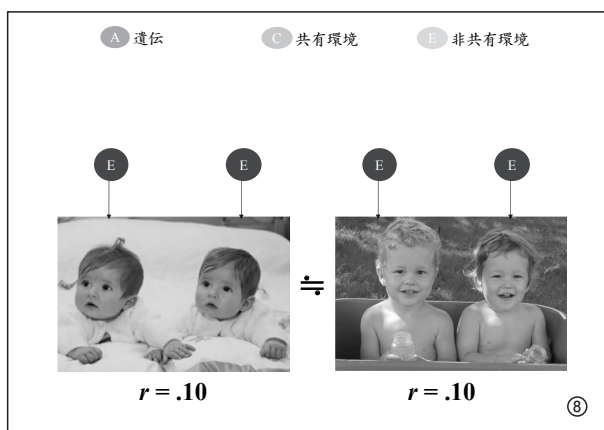 A 遺伝 C 共有環境 E 非共有環境
E E E E
≒
r = .10 r = .10
⑧